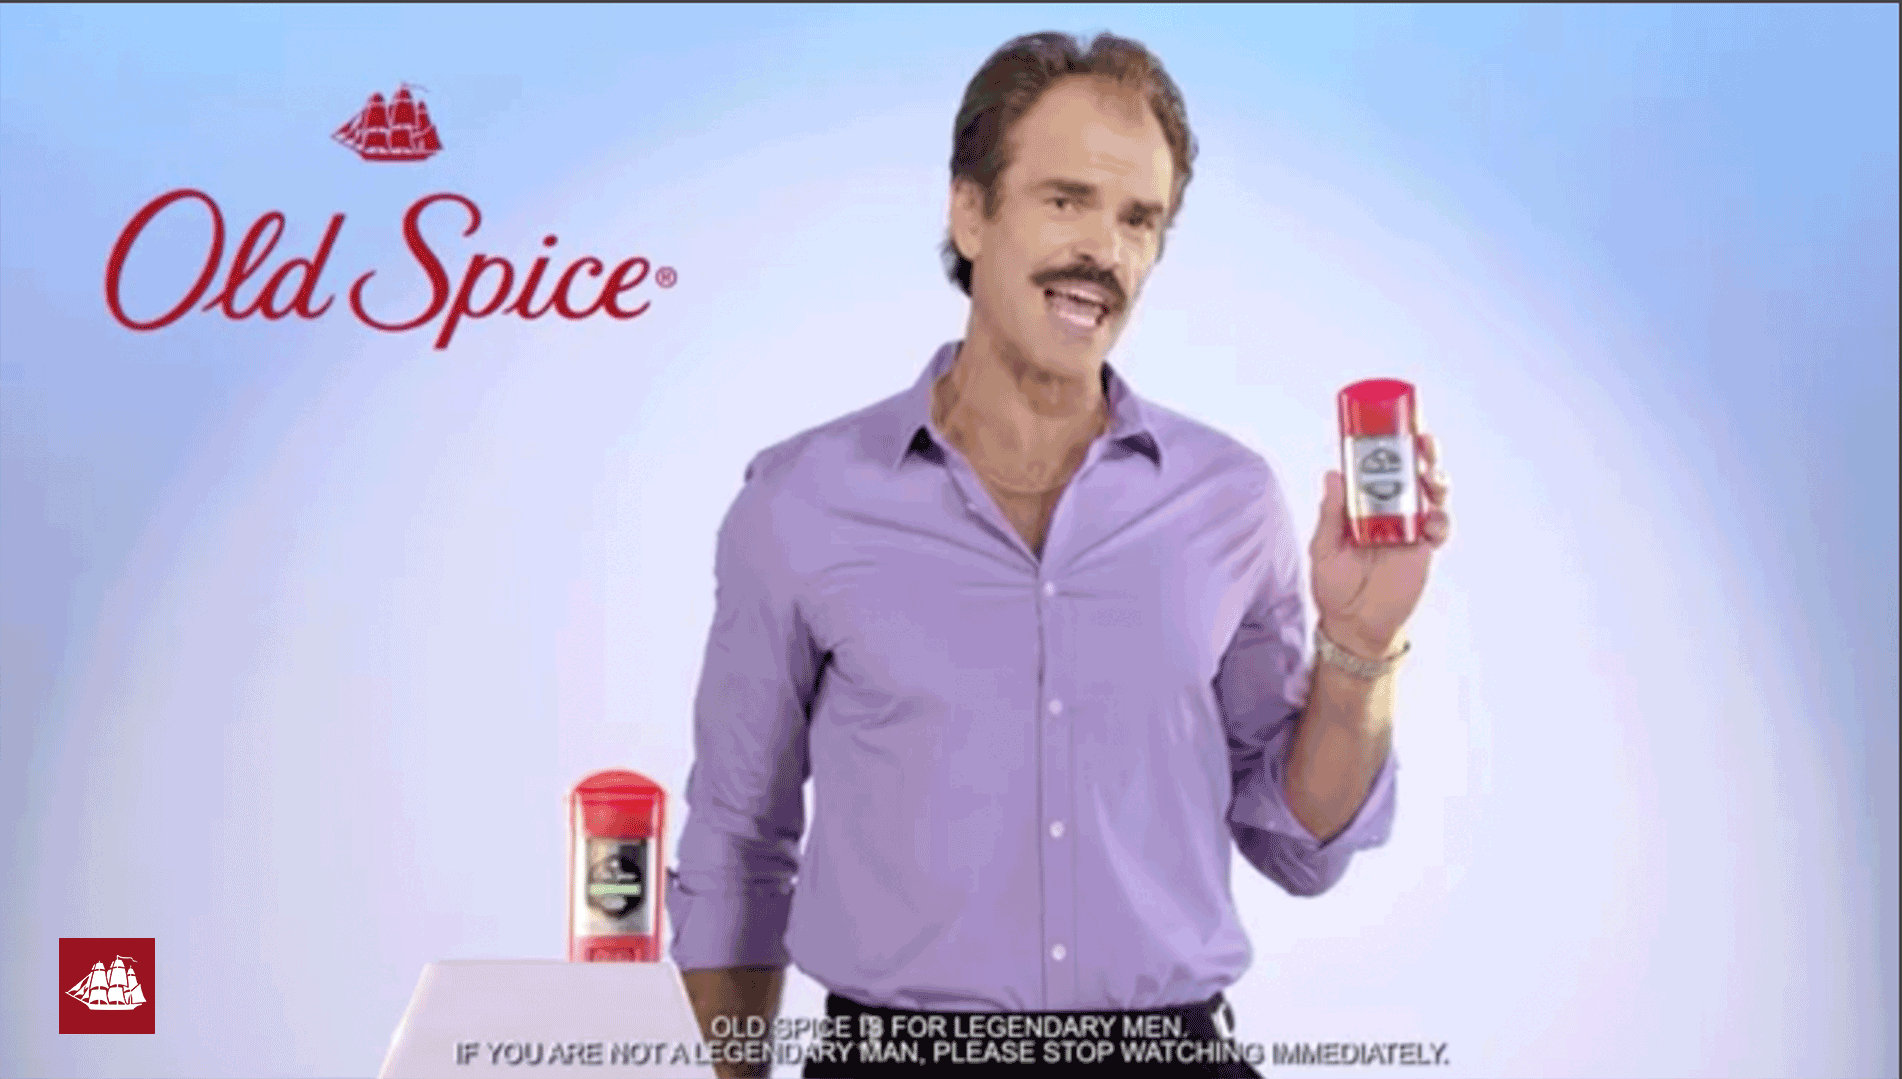 Old Spice®
OLD SPICE IS FOR LEGENDARY MEN.
IF YOU ARE NOT A LEGENDARY MAN, PLEASE STOP WATCHING IMMEDIATELY.